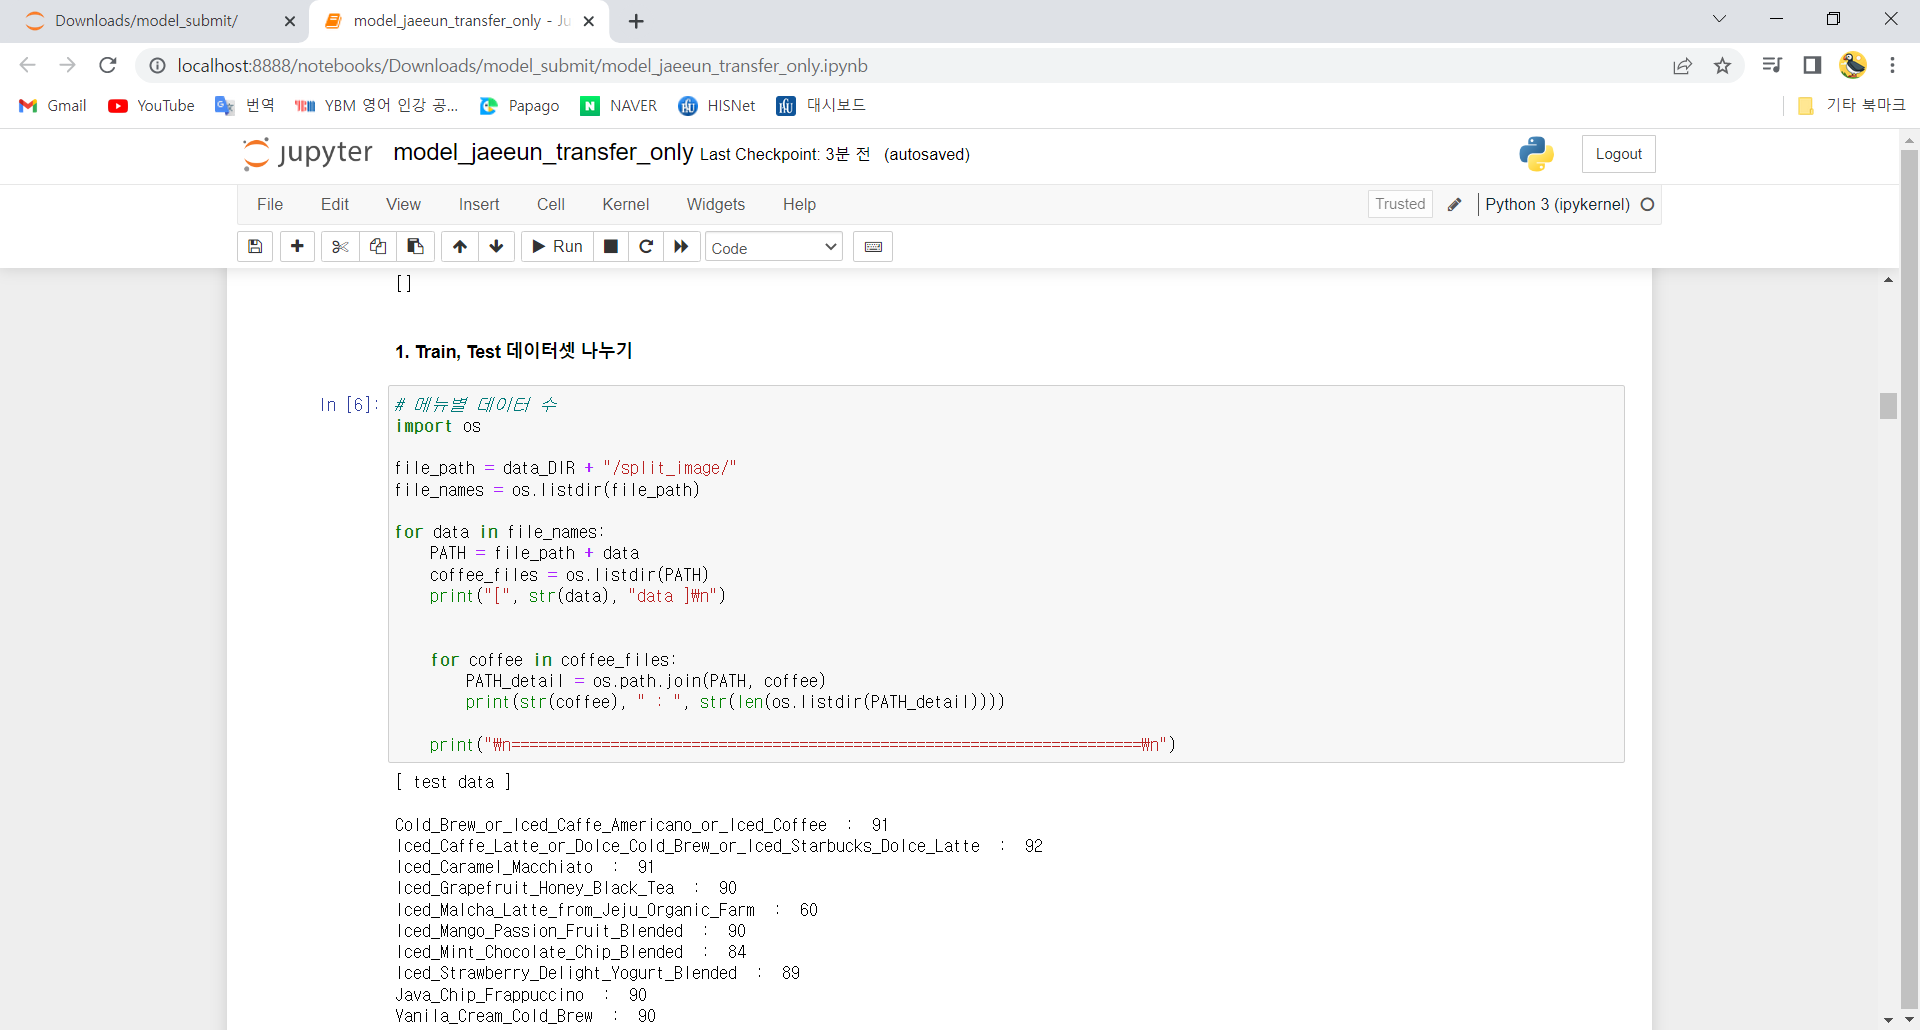 Downloads/model_submit/
model_jaeeun_transfer_only - Ju
localhost:8888/notebooks/Downloads/model_submit/model_jaeeun_transfer_only.ipynb
Gmail YouTube 번역 YBM 영어 인강 공... Papago NAVER HISNet 대시보드 기타 북마크
jupyter model_jaeeun_transfer_only Last Checkpoint: 3분 전 (autosaved) Logout
File Edit View Insert Cell Kernel Widgets Help Trusted Python 3 (ipykernel)
Run Code
[]
1. Train, Test 데이터셋 나누기
In [6]: # 메뉴별 데이터 수
import os
file_path = data_DIR + "/split_image/"
file_names = os.listdir(file_path)
for data in file_names:
PATH = file_path + data
coffee_files = os.listdir(PATH)
print("[", str(data), "data ]₩n")
for coffee in coffee_files:
PATH_detail = os.path.join(PATH, coffee)
print(str(coffee), " : ", str(len(os.listdir(PATH_detail))))
print("₩n======================================================================₩n")
[ test data ]
Cold_Brew_or_Iced_Caffe_Americano_or_Iced_Coffee : 91
Iced_Caffe_Latte_or_Dolce_Cold_Brew_or_Iced_Starbucks_Dolce_Latte : 92
Iced_Caramel_Macchiato : 91
Iced_Grapefruit_Honey_Black_Tea : 90
Iced_Malcha_Latte_from_Jeju_Organic_Farm : 60
Iced_Mango_Passion_Fruit_Blended : 90
Iced_Mint_Chocolate_Chip_Blended : 84
Iced_Strawberry_Delight_Yogurt_Blended : 89
Java_Chip_Frappuccino : 90
Vanila_Cream_Cold_Brew : 90